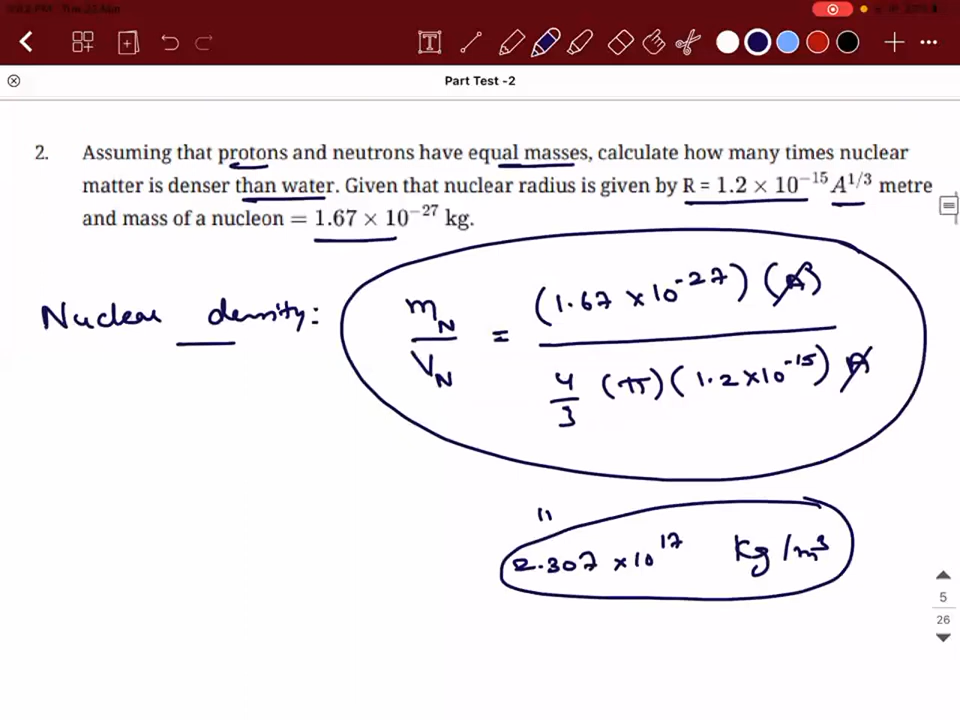 Part Test -2
2. Assuming that protons and neutrons have equal masses, calculate how many times nuclear
matter is denser than water. Given that nuclear radius is given by R = 1.2 × 10⁻¹⁵ A^1/3 metre
and mass of a nucleon = 1.67 × 10⁻²⁷ kg.
Nuclear density: m_N / V_N = (1.67 × 10⁻²⁷) (A) / 4/3 (π) (1.2 × 10⁻¹⁵) A
"
2.307 × 10¹⁷ kg/m³
5
26